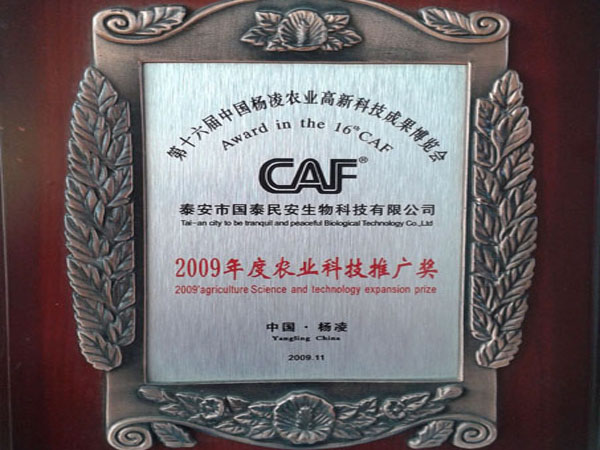 第十六届中国杨凌农业高新科技成果博览会
Award in the 16th CAF
CAF®
泰安市国泰民安生物科技有限公司
Tai-an city to be tranquil and peaceful Biological Technology Co.,Ltd
2009年度农业科技推广奖
2009'agriculture Science and technology expansion prize
中国·杨凌
Yangling China
2009.11